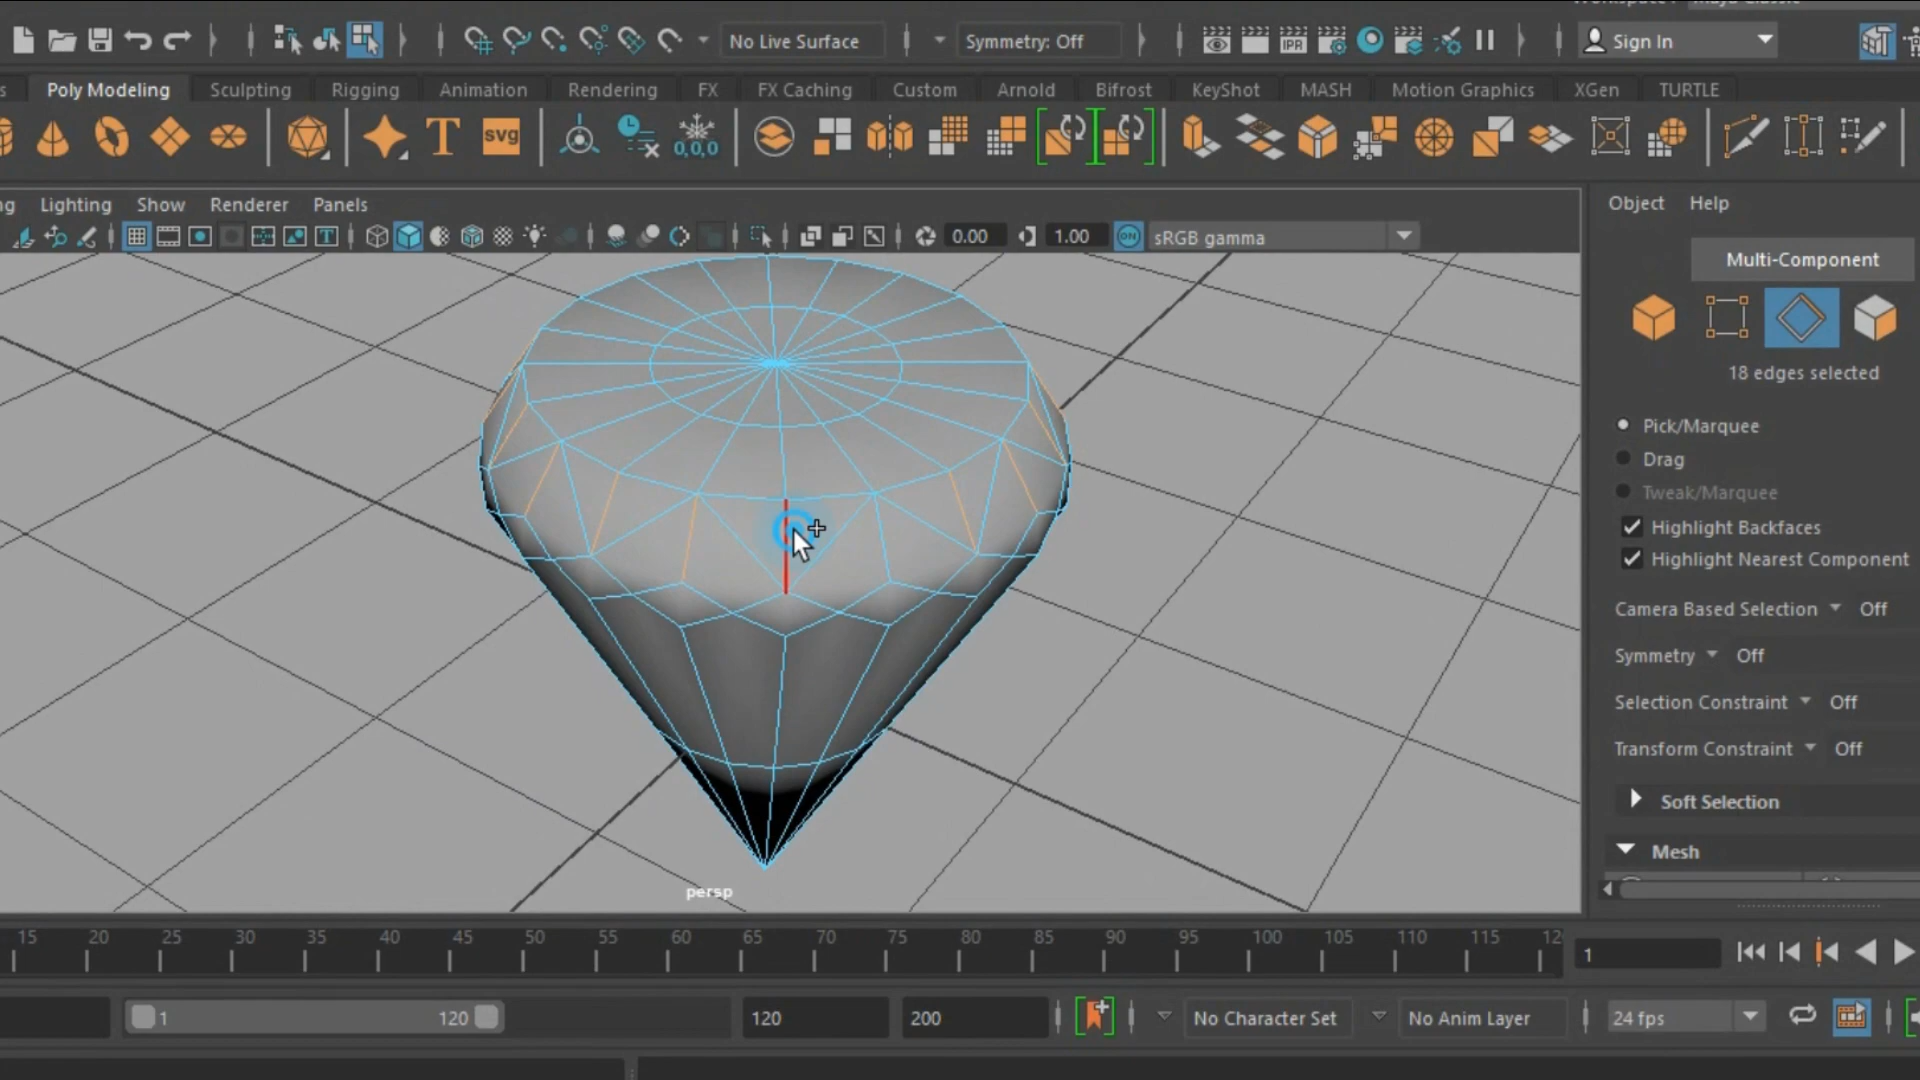 No Live Surface
Symmetry: Off
Sign In
s
Poly Modeling
Sculpting
Rigging
Animation
Rendering
FX
FX Caching
Custom
Arnold
Bifrost
KeyShot
MASH
Motion Graphics
XGen
TURTLE
IPR
T
svg
0,0,0
ng
Lighting
Show
Renderer
Panels
Object
Help
T
0.00
1.00
ON
sRGB gamma
Multi-Component
18 edges selected
Pick/Marquee
Drag
Tweak/Marquee
Highlight Backfaces
Highlight Nearest Component
Camera Based Selection
Off
Symmetry
Off
Selection Constraint
Off
Transform Constraint
Off
Soft Selection
Mesh
persp
15 20 25 30 35 40 45 50 55 60 65 70 75 80 85 90 95 100 105 110 115 12
1
1
120
120
200
No Character Set
No Anim Layer
24 fps